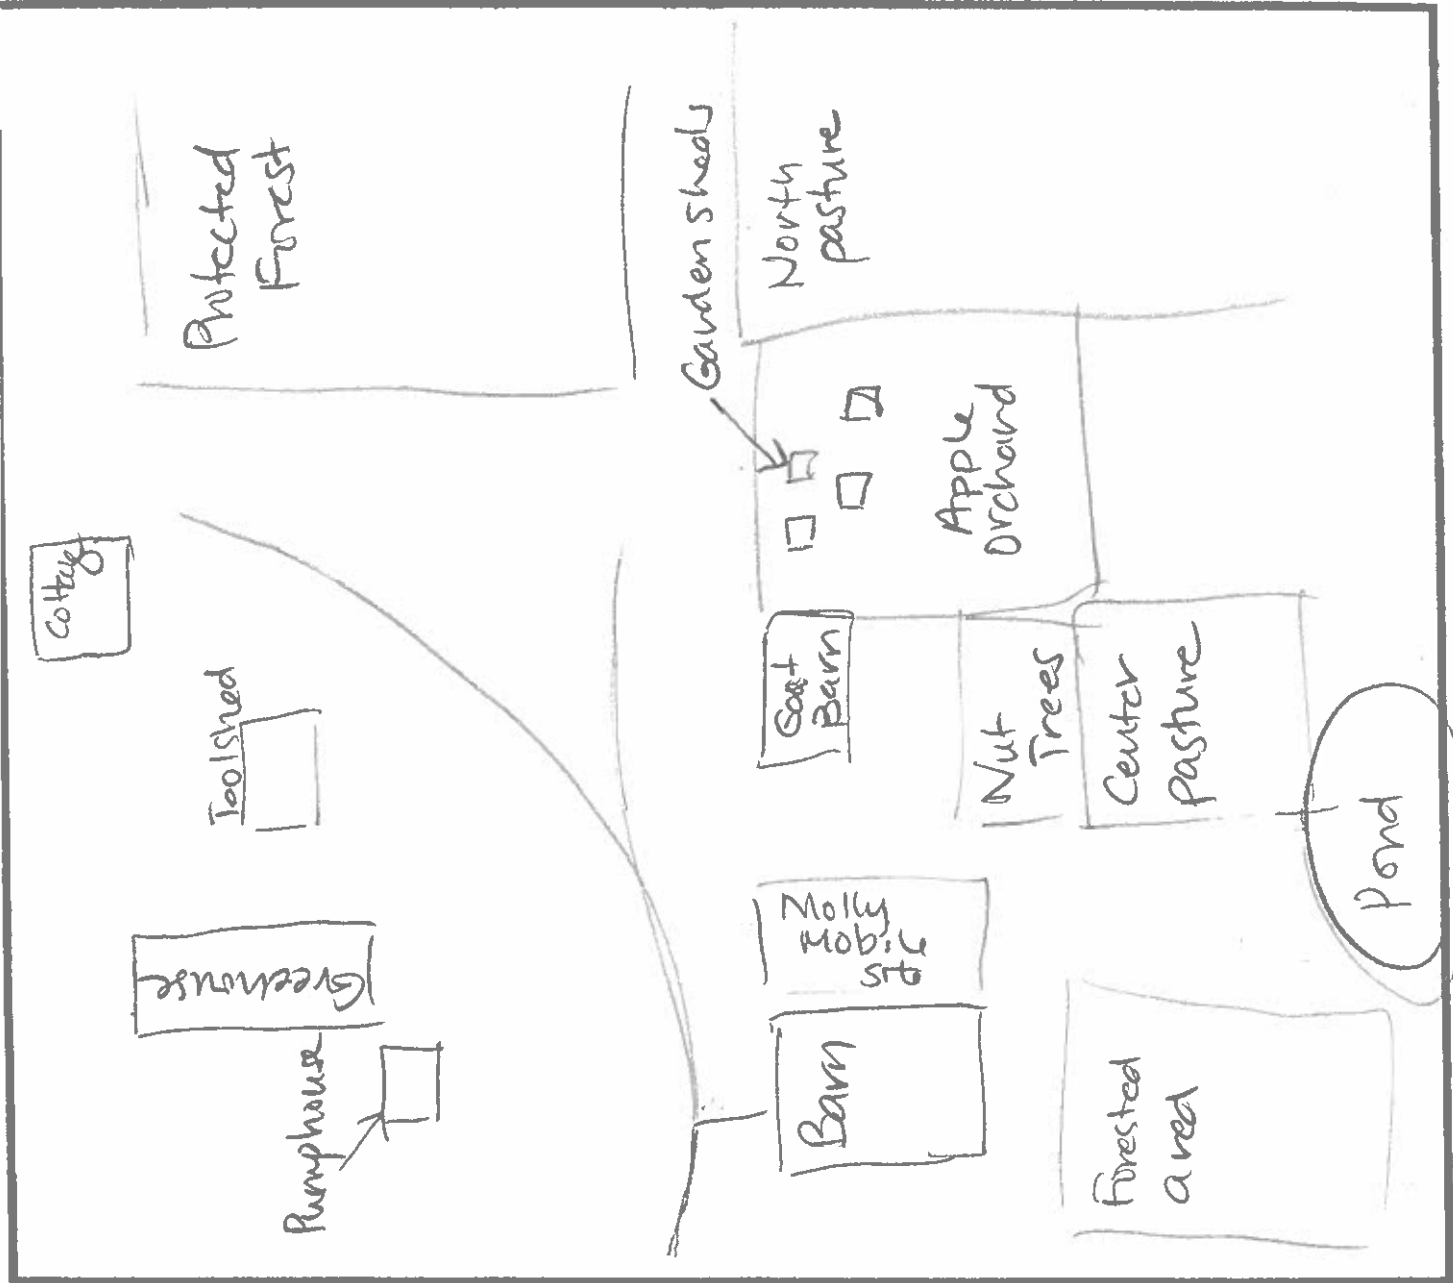 Cottage
Toolshed
Greehouse
Pumphouse
Protected
Forest
Garden sheds
North
pasture
Apple
Orchard
Goat
Barn
Nut
Trees
Center
pasture
Pond
Molly
Mobile
Site
Barn
Forested
area